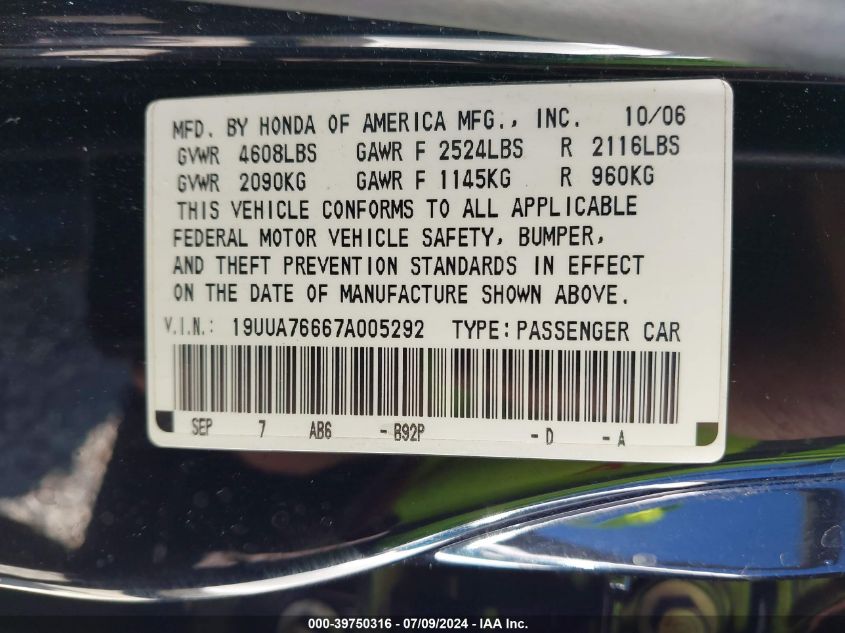 MFD. BY HONDA OF AMERICA MFG., INC. 10/06
GVWR 4608LBS GAWR F 2524LBS R 2116LBS
GVWR 2090KG GAWR F 1145KG R 960KG
THIS VEHICLE CONFORMS TO ALL APPLICABLE
FEDERAL MOTOR VEHICLE SAFETY, BUMPER,
AND THEFT PREVENTION STANDARDS IN EFFECT
ON THE DATE OF MANUFACTURE SHOWN ABOVE.
V.I.N.: 19UUA76667A005292 TYPE: PASSENGER CAR
SEP 7 AB6 - B92P - D - A
000-39750316 / 07/09/2024 - IAA Inc.